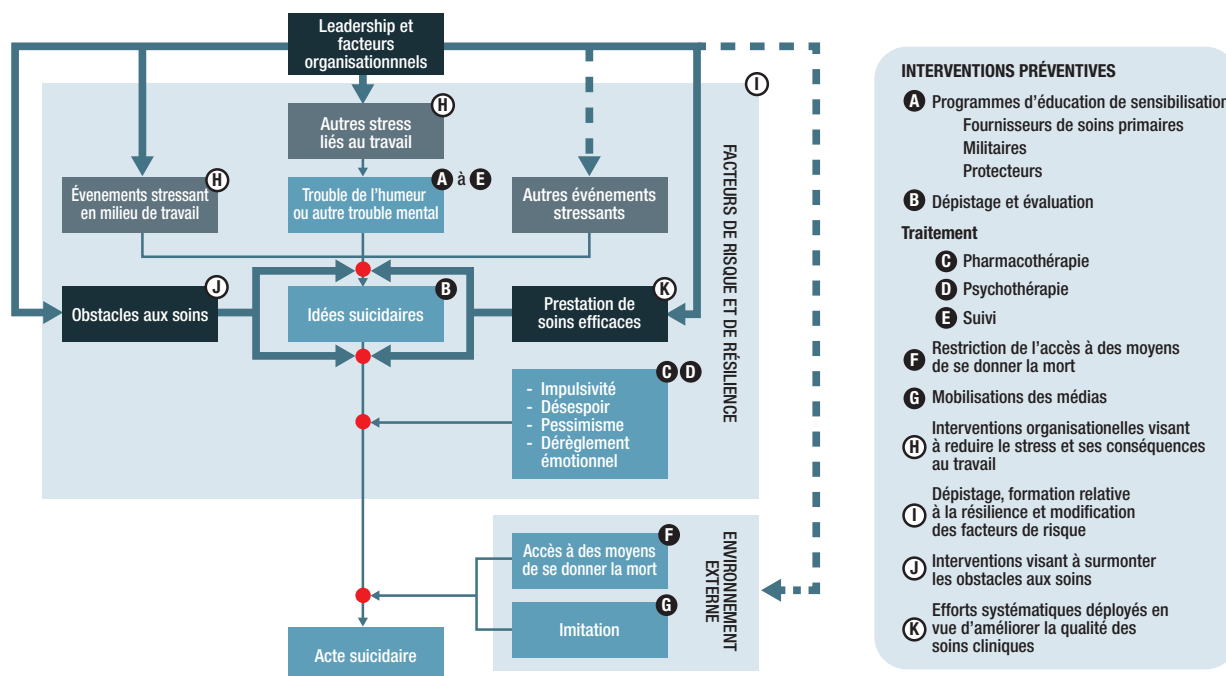 Leadership et
facteurs
organisationnnels
I
H
Autres stress
liés au travail
H
Évenements stressant
en milieu de travail
A à E
Trouble de l'humeur
ou autre trouble mental
Autres événements
stressants
J
Obstacles aux soins
B
Idées suicidaires
K
Prestation de
soins efficaces
C D
- Impulsivité
- Désespoir
- Pessimisme
- Dérèglement
émotionnel
FACTEURS DE RISQUE ET DE RÉSILIENCE
F
Accès à des moyens
de se donner la mort
G
Imitation
ENVIRONNEMENT
EXTERNE
Acte suicidaire
INTERVENTIONS PRÉVENTIVES
A Programmes d'éducation de sensibilisation
Fournisseurs de soins primaires
Militaires
Protecteurs
B Dépistage et évaluation
Traitement
C Pharmacothérapie
D Psychothérapie
E Suivi
F Restriction de l'accès à des moyens
de se donner la mort
G Mobilisations des médias
H Interventions organisationelles visant
à reduire le stress et ses conséquences
au travail
I Dépistage, formation relative
à la résilience et modification
des facteurs de risque
J Interventions visant à surmonter
les obstacles aux soins
K Efforts systématiques déployés en
vue d'améliorer la qualité des
soins cliniques